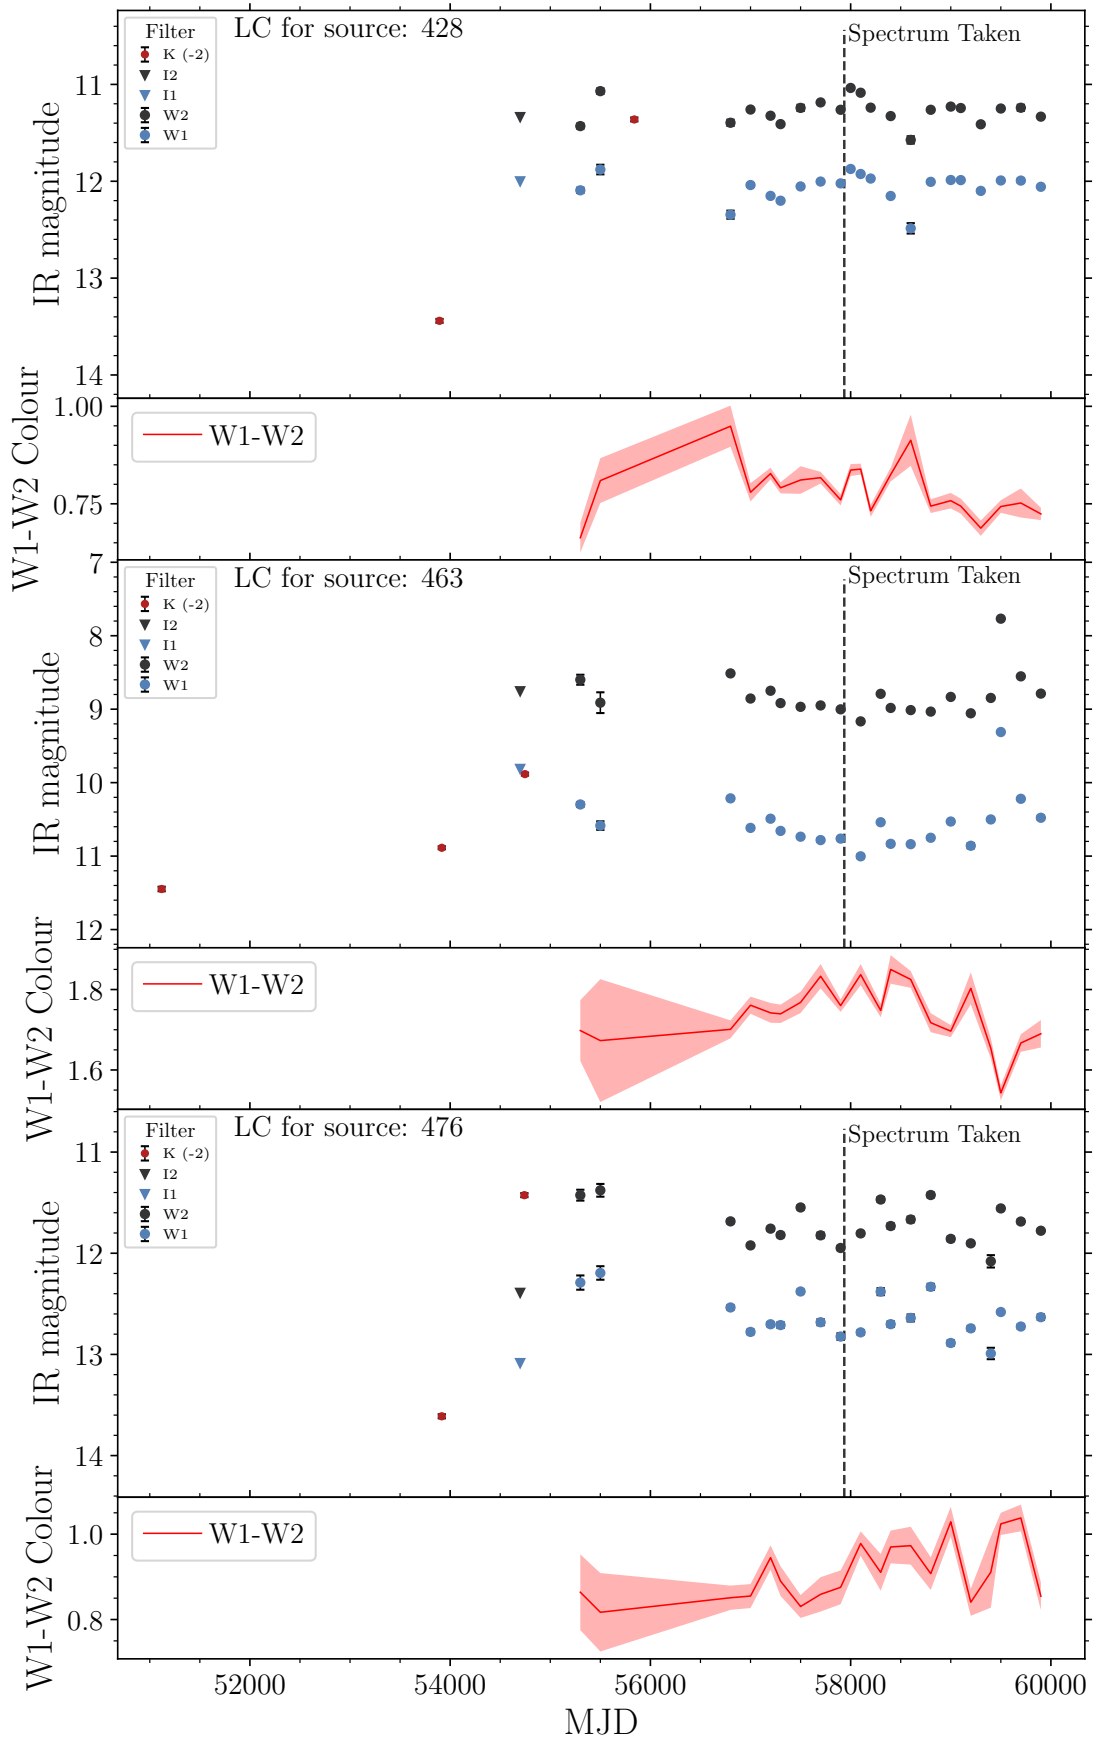 LC for source: 428
Spectrum Taken
Filter
K (-2)
I2
I1
W2
W1
11
12
13
14
IR magnitude
W1-W2
1.00
0.75
7
W1-W2 Colour
LC for source: 463
Spectrum Taken
Filter
K (-2)
I2
I1
W2
W1
7
8
9
10
11
12
IR magnitude
W1-W2
1.8
1.6
W1-W2 Colour
LC for source: 476
Spectrum Taken
Filter
K (-2)
I2
I1
W2
W1
11
12
13
14
IR magnitude
W1-W2
1.0
0.8
W1-W2 Colour
52000 54000 56000 58000 60000
MJD